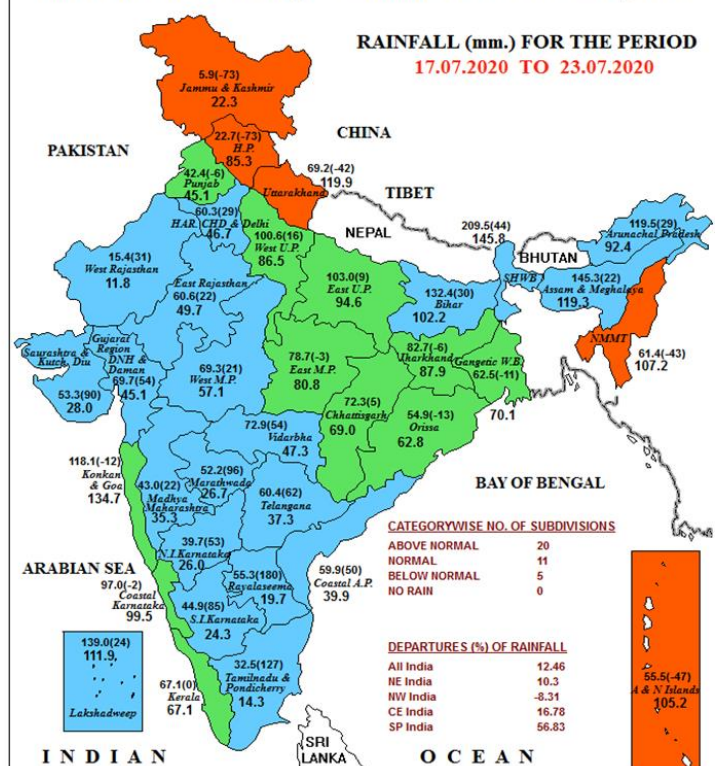 RAINFALL (mm.) FOR THE PERIOD
17.07.2020 TO 23.07.2020
5.9(-73)
Jammu & Kashmir
22.3
CHINA
22.7(-73)
H.P.
85.3
PAKISTAN
42.4(-6)
Punjab
45.1
69.2(-42)
119.9
Uttarakhand
TIBET
60.3(29)
HAR. CHD & Delhi
46.7
NEPAL
100.6(16)
West U.P.
86.5
209.5(44)
145.8
SHWB
BHUTAN
119.5(29)
Arunachal Pradesh
92.4
15.4(31)
West Rajasthan
11.8
East Rajasthan
60.6(22)
49.7
103.0(9)
East U.P.
94.6
132.4(30)
Bihar
102.2
145.3(22)
Assam & Meghalaya
119.3
NMMT
61.4(-43)
107.2
Saurashtra &
Kutch, Diu
53.3(90)
28.0
Gujarat
Region
DNH &
Daman
69.7(54)
45.1
69.3(21)
West M.P.
57.1
78.7(-3)
East M.P.
80.8
82.7(-6)
Jharkhand
87.9
Gangetic W.B.
62.5(-11)
70.1
72.3(5)
Chhattisgarh
69.0
54.9(-13)
Orissa
62.8
72.9(54)
Vidarbha
47.3
118.1(-12)
Konkan
& Goa
134.7
43.0(22)
Madhya
Maharashtra
35.3
52.2(96)
Marathwada
26.7
60.4(62)
Telangana
37.3
BAY OF BENGAL
39.7(53)
N.I.Karnataka
26.0
ARABIAN SEA
97.0(-2)
Coastal
Karnataka
99.5
55.3(180)
Rayalaseema
19.7
59.9(50)
Coastal A.P.
39.9
44.9(85)
S.I.Karnataka
24.3
CATEGORYWISE NO. OF SUBDIVISIONS
ABOVE NORMAL 20
NORMAL 11
BELOW NORMAL 5
NO RAIN 0
139.0(24)
111.9
Lakshadweep
67.1(0)
Kerala
67.1
32.5(127)
Tamilnadu &
Pondicherry
14.3
DEPARTURES (%) OF RAINFALL
All India 12.46
NE India 10.3
NW India -8.31
CE India 16.78
SP India 56.83
55.5(-47)
A & N Islands
105.2
SRI
LANKA
INDIAN OCEAN